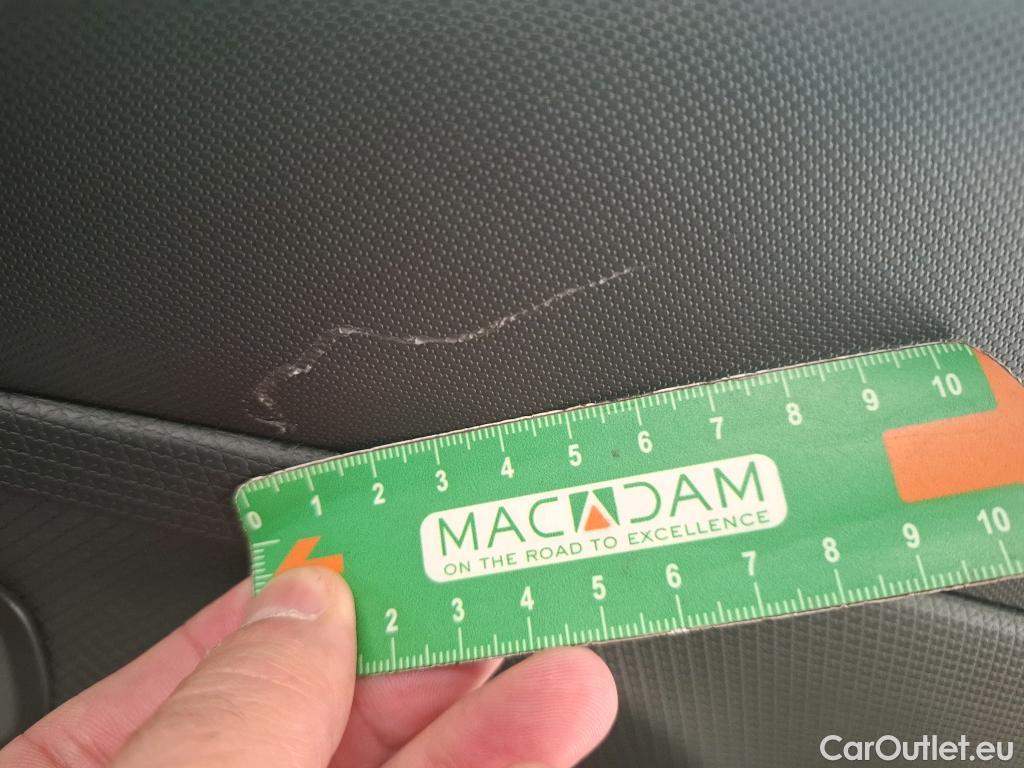 0 1 2 3 4 5 6 7 8 9 10
MACADAM
ON THE ROAD TO EXCELLENCE
2 3 4 5 6 7 8 9 10
CarOutlet.eu